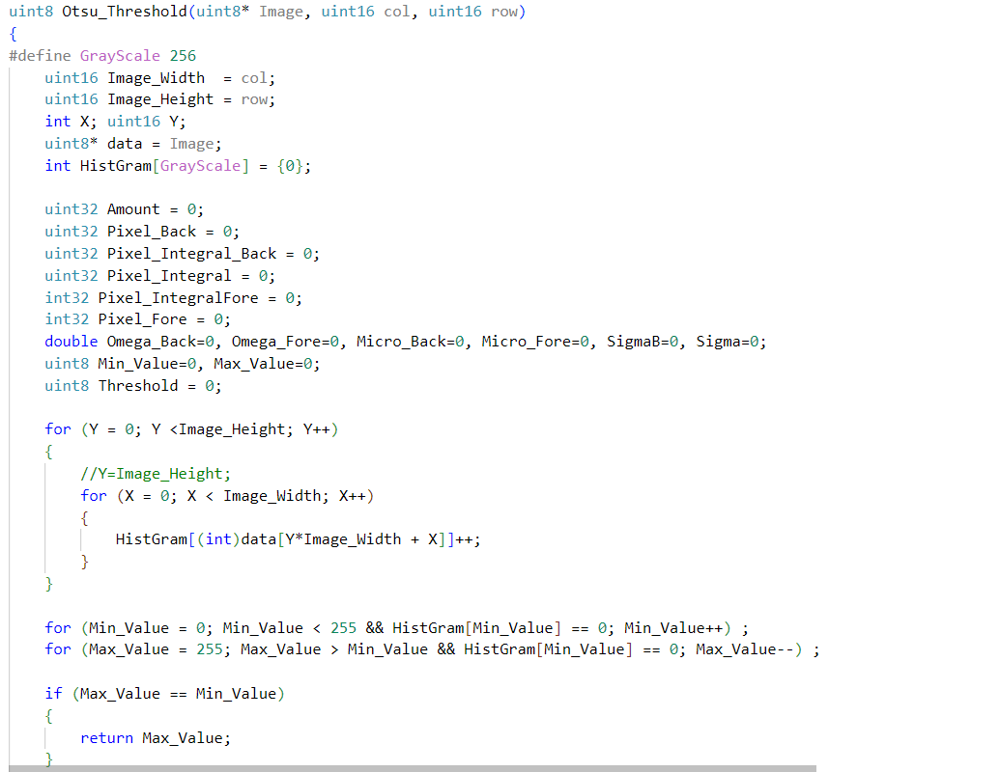 uint8 Otsu_Threshold(uint8* Image, uint16 col, uint16 row)
{
#define GrayScale 256
    uint16 Image_Width  = col;
    uint16 Image_Height = row;
    int X; uint16 Y;
    uint8* data = Image;
    int HistGram[GrayScale] = {0};

    uint32 Amount = 0;
    uint32 Pixel_Back = 0;
    uint32 Pixel_Integral_Back = 0;
    uint32 Pixel_Integral = 0;
    int32 Pixel_IntegralFore = 0;
    int32 Pixel_Fore = 0;
    double Omega_Back=0, Omega_Fore=0, Micro_Back=0, Micro_Fore=0, SigmaB=0, Sigma=0;
    uint8 Min_Value=0, Max_Value=0;
    uint8 Threshold = 0;

    for (Y = 0; Y <Image_Height; Y++)
    {
        //Y=Image_Height;
        for (X = 0; X < Image_Width; X++)
        {
            HistGram[(int)data[Y*Image_Width + X]]++;
        }
    }

    for (Min_Value = 0; Min_Value < 255 && HistGram[Min_Value] == 0; Min_Value++) ;
    for (Max_Value = 255; Max_Value > Min_Value && HistGram[Min_Value] == 0; Max_Value--) ;

    if (Max_Value == Min_Value)
    {
        return Max_Value;
    }